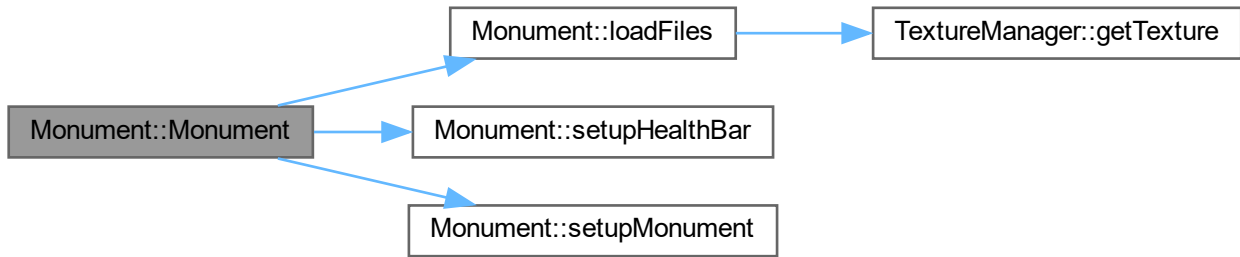 Monument::loadFiles
TextureManager::getTexture
Monument::Monument
Monument::setupHealthBar
Monument::setupMonument